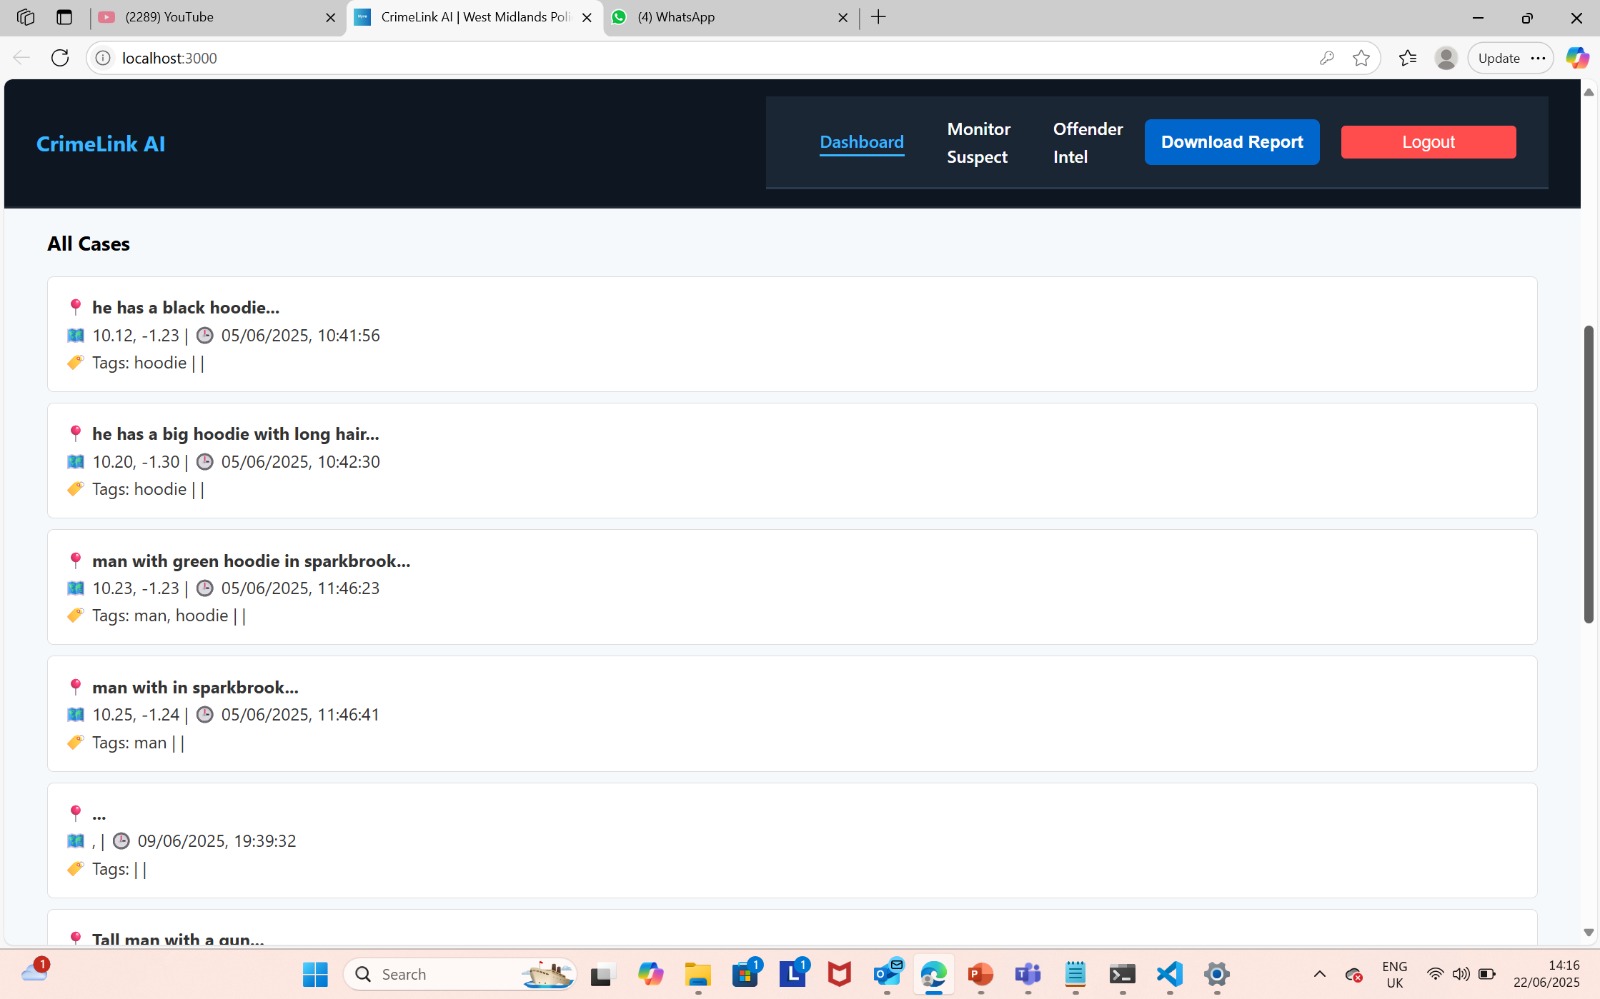 (2289) YouTube
CrimeLink AI | West Midlands Poli
(4) WhatsApp
localhost:3000
Update
CrimeLink AI
Dashboard
Monitor
Suspect
Offender
Intel
Download Report
Logout
All Cases
he has a black hoodie...
10.12, -1.23 | 05/06/2025, 10:41:56
Tags: hoodie | |
he has a big hoodie with long hair...
10.20, -1.30 | 05/06/2025, 10:42:30
Tags: hoodie | |
man with green hoodie in sparkbrook...
10.23, -1.23 | 05/06/2025, 11:46:23
Tags: man, hoodie | |
man with in sparkbrook...
10.25, -1.24 | 05/06/2025, 11:46:41
Tags: man | |
...
, | 09/06/2025, 19:39:32
Tags: | |
Tall man with a gun...
1
Search
1
L 1
P
ENG
UK
14:16
22/06/2025